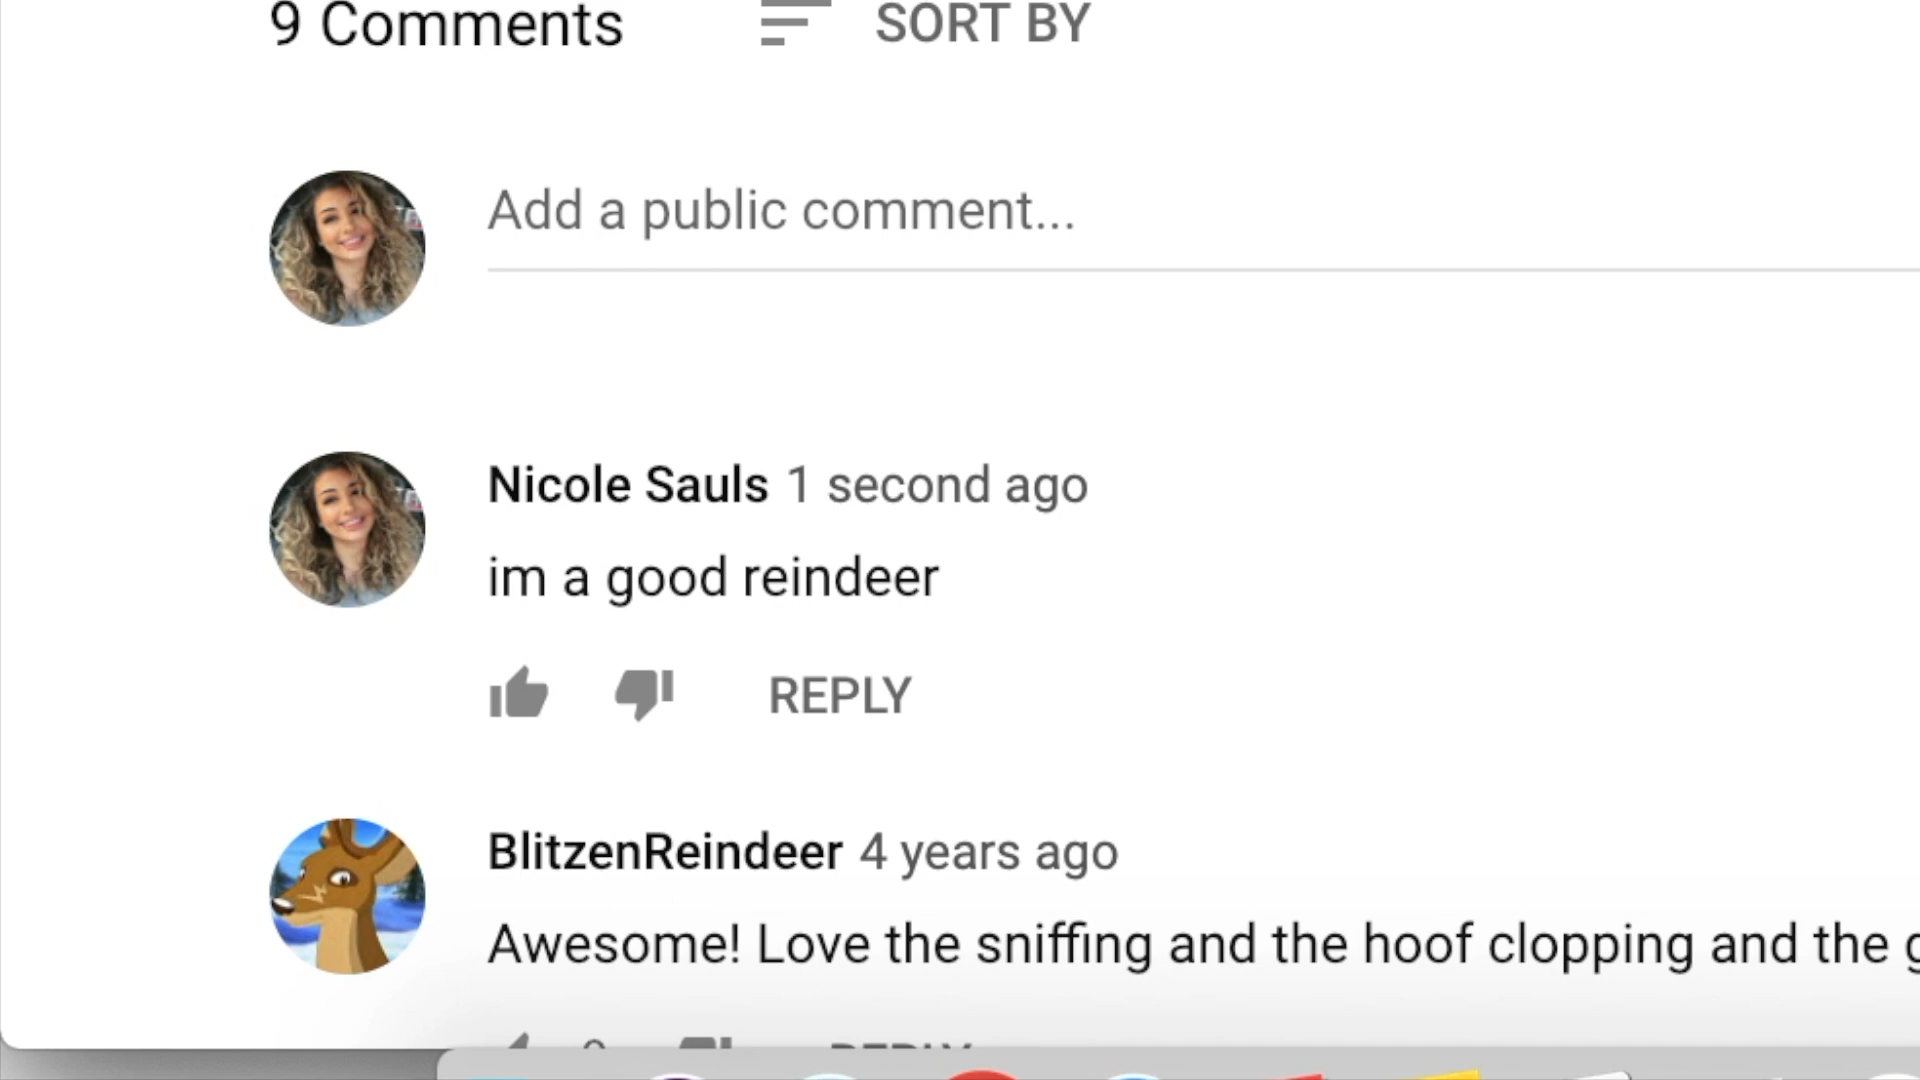 9 Comments SORT BY
Add a public comment...
Nicole Sauls 1 second ago
im a good reindeer
REPLY
BlitzenReindeer 4 years ago
Awesome! Love the sniffing and the hoof clopping and the
REPLY